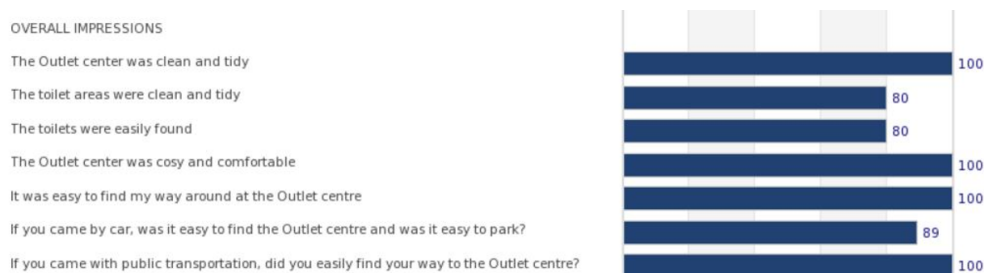 OVERALL IMPRESSIONS
The Outlet center was clean and tidy 100
The toilet areas were clean and tidy 80
The toilets were easily found 80
The Outlet center was cosy and comfortable 100
It was easy to find my way around at the Outlet centre 100
If you came by car, was it easy to find the Outlet centre and was it easy to park? 89
If you came with public transportation, did you easily find your way to the Outlet centre? 100